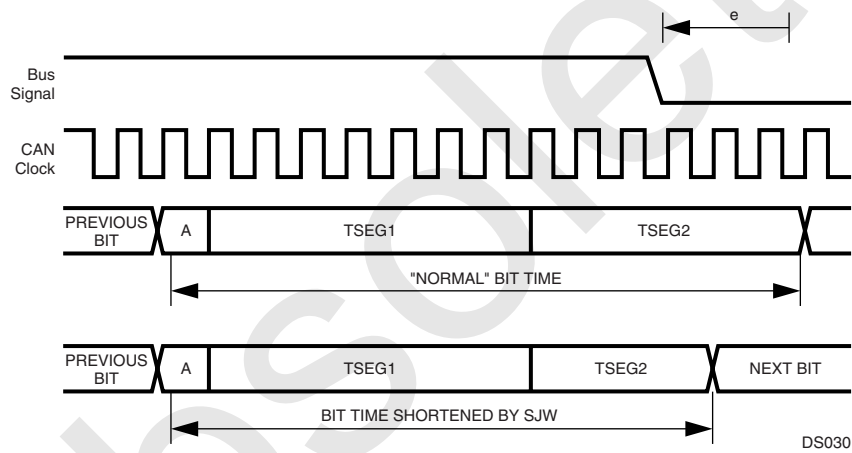 e
Bus
Signal
CAN
Clock
PREVIOUS
BIT
A
TSEG1
TSEG2
"NORMAL" BIT TIME
PREVIOUS
BIT
A
TSEG1
TSEG2
NEXT BIT
BIT TIME SHORTENED BY SJW
DS030